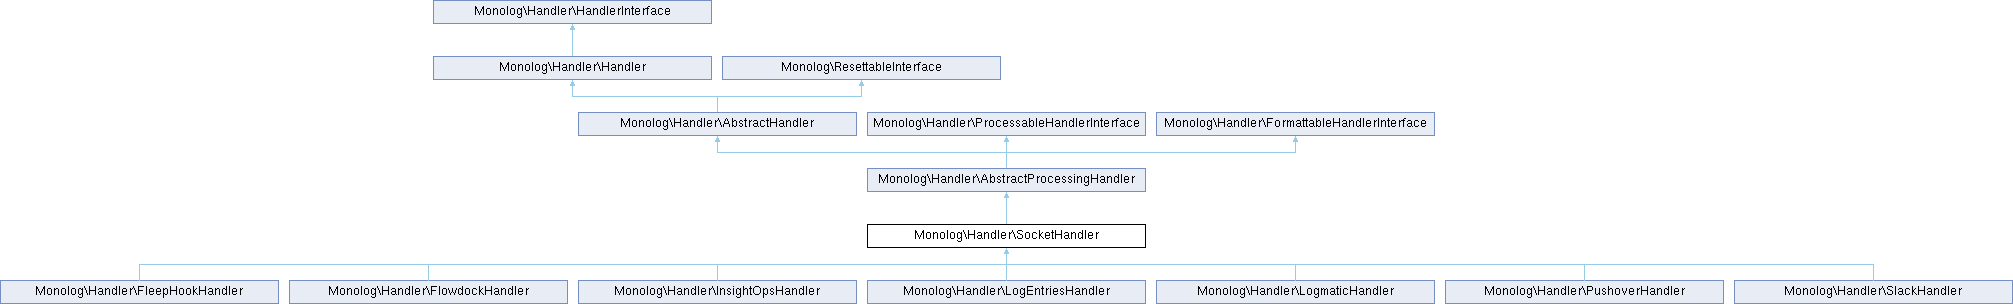 Monolog\Handler\HandlerInterface
Monolog\Handler\Handler
Monolog\ResettableInterface
Monolog\Handler\AbstractHandler
Monolog\Handler\ProcessableHandlerInterface
Monolog\Handler\FormattableHandlerInterface
Monolog\Handler\AbstractProcessingHandler
Monolog\Handler\SocketHandler
Monolog\Handler\FleepHookHandler
Monolog\Handler\FlowdockHandler
Monolog\Handler\InsightOpsHandler
Monolog\Handler\LogEntriesHandler
Monolog\Handler\LogmaticHandler
Monolog\Handler\PushoverHandler
Monolog\Handler\SlackHandler